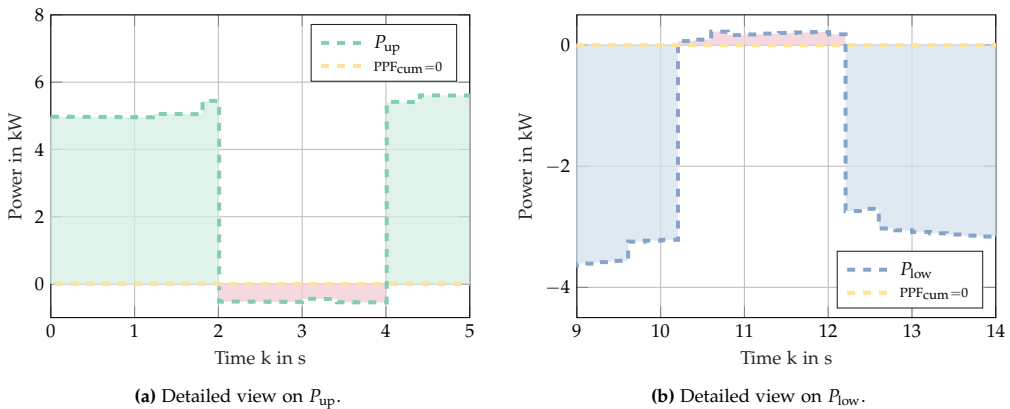 8
6
4
2
0
Power in kW
P_up
PPF_cum=0
0 1 2 3 4 5
Time k in s
(a) Detailed view on P_up.
0
−2
−4
Power in kW
P_low
PPF_cum=0
9 10 11 12 13 14
Time k in s
(b) Detailed view on P_low.